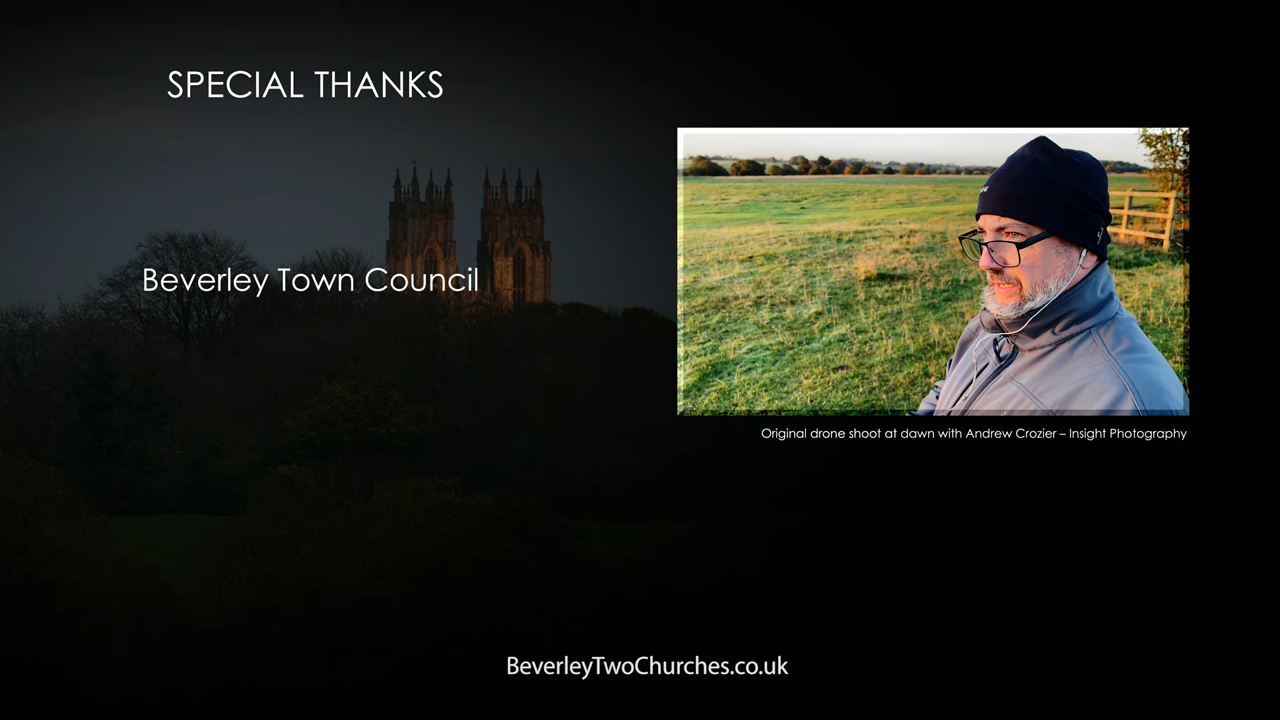 SPECIAL THANKS
Beverley Town Council
Original drone shoot at dawn with Andrew Crozier – Insight Photography
BeverleyTwoChurches.co.uk